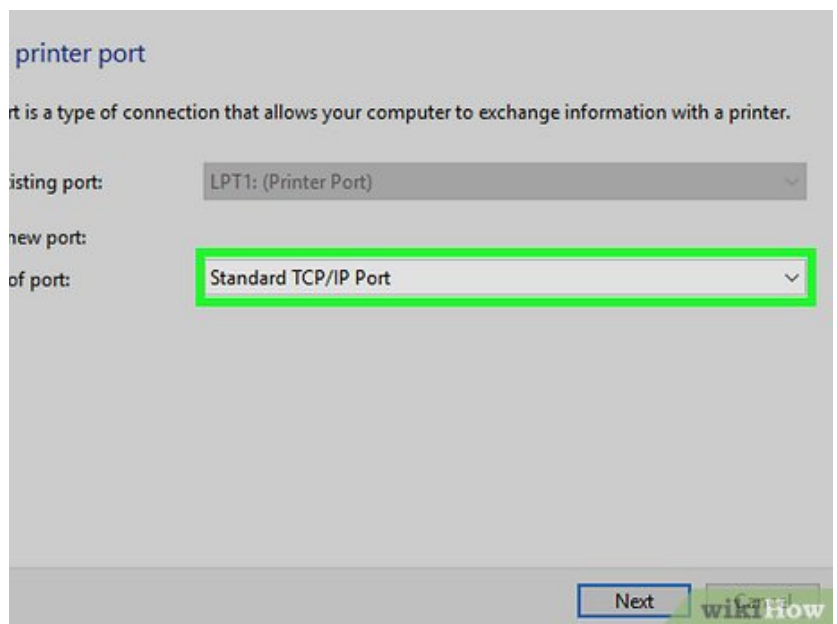 printer port
rt is a type of connection that allows your computer to exchange information with a printer.
isting port:
LPT1: (Printer Port)
new port:
of port:
Standard TCP/IP Port
Next
Cancel
wikiHow